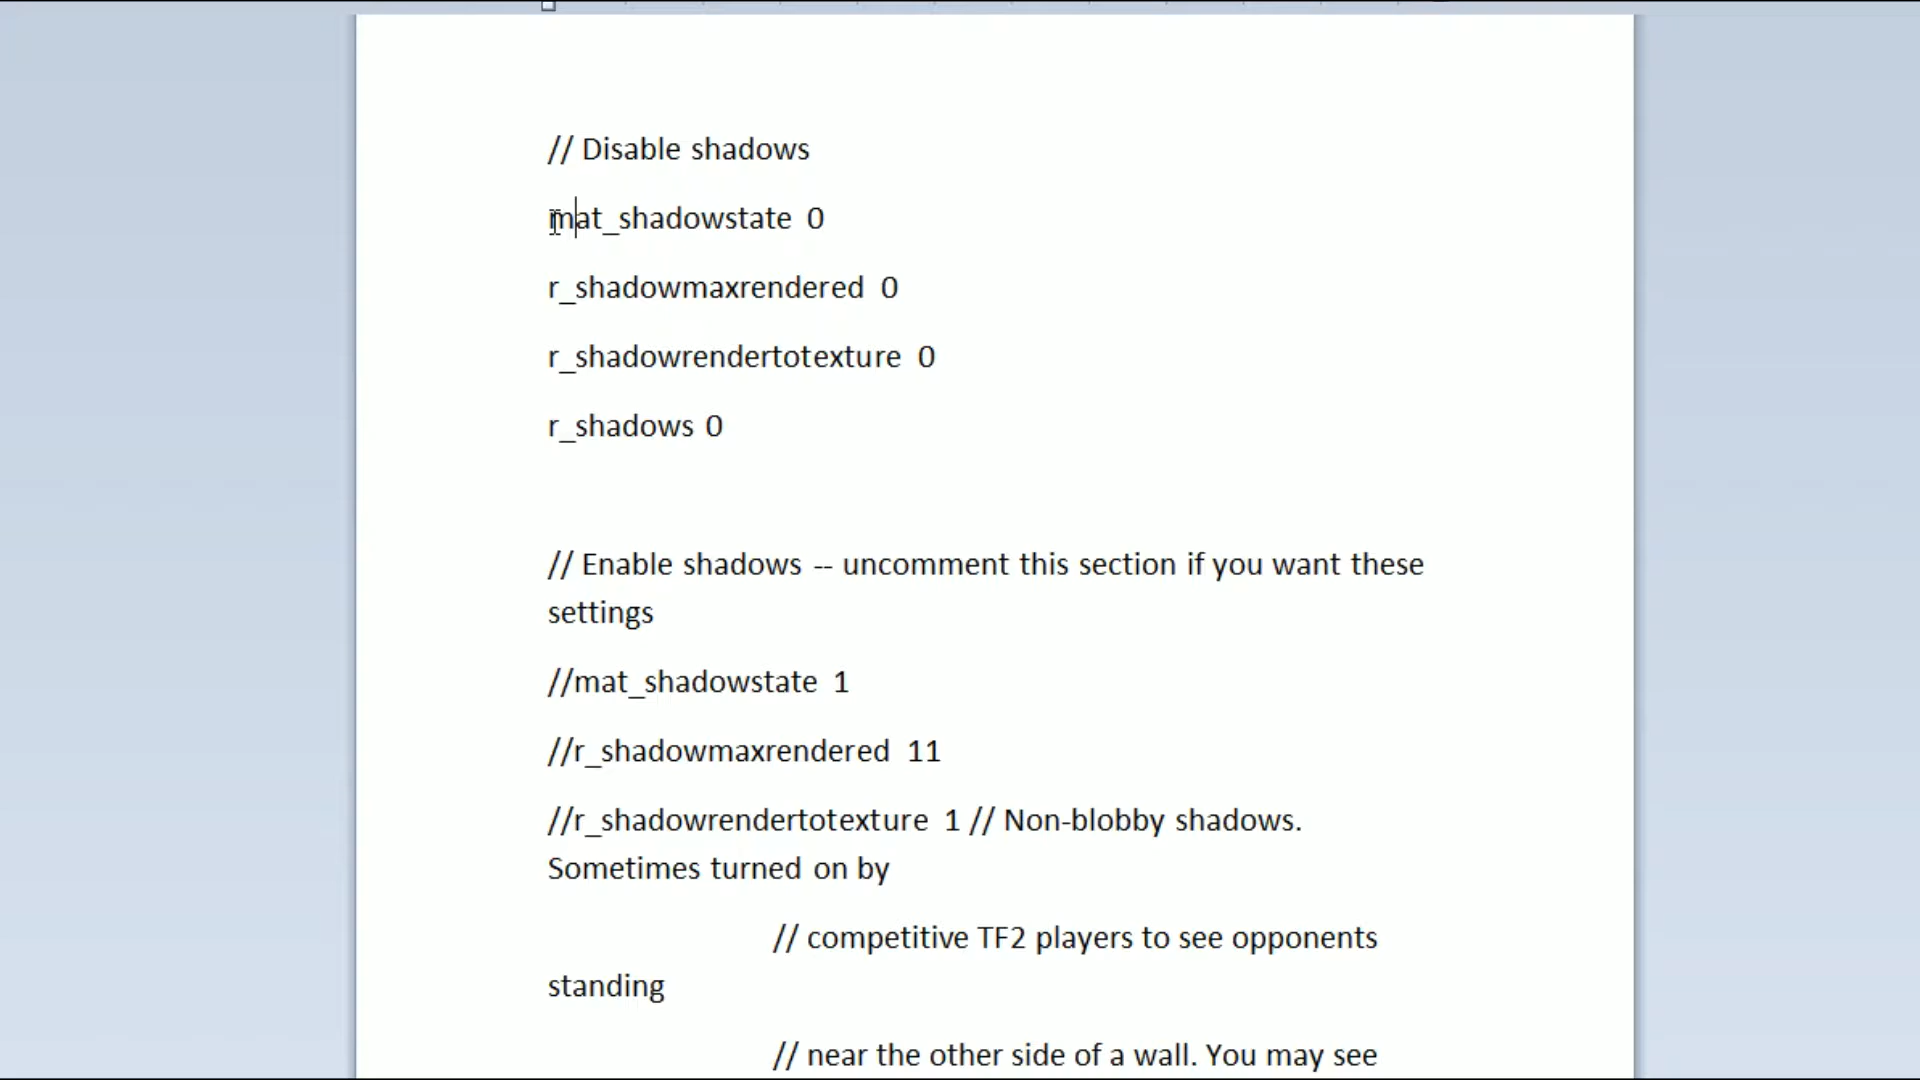 // Disable shadows
mat_shadowstate 0
r_shadowmaxrendered 0
r_shadowrendertotexture 0
r_shadows 0
// Enable shadows -- uncomment this section if you want these
settings
//mat_shadowstate 1
//r_shadowmaxrendered 11
//r_shadowrendertotexture 1 // Non-blobby shadows.
Sometimes turned on by
// competitive TF2 players to see opponents
standing
// near the other side of a wall. You may see